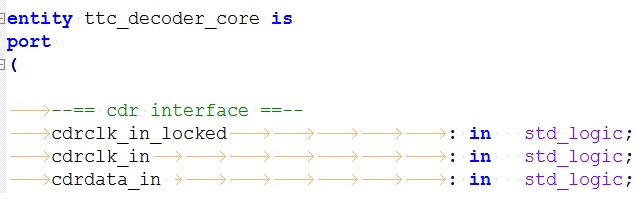 entity ttc_decoder_core is
port
(
--== cdr interface ==--
cdrclk_in_locked : in std_logic;
cdrclk_in : in std_logic;
cdrdata_in : in std_logic;